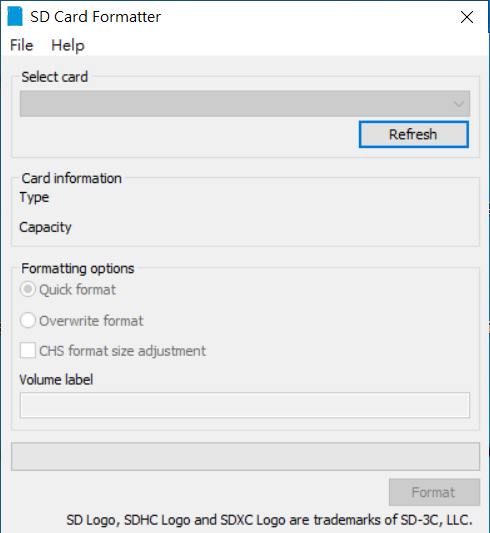 SD Card Formatter
File Help
Select card
Refresh
Card information
Type
Capacity
Formatting options
Quick format
Overwrite format
CHS format size adjustment
Volume label
Format
SD Logo, SDHC Logo and SDXC Logo are trademarks of SD-3C, LLC.